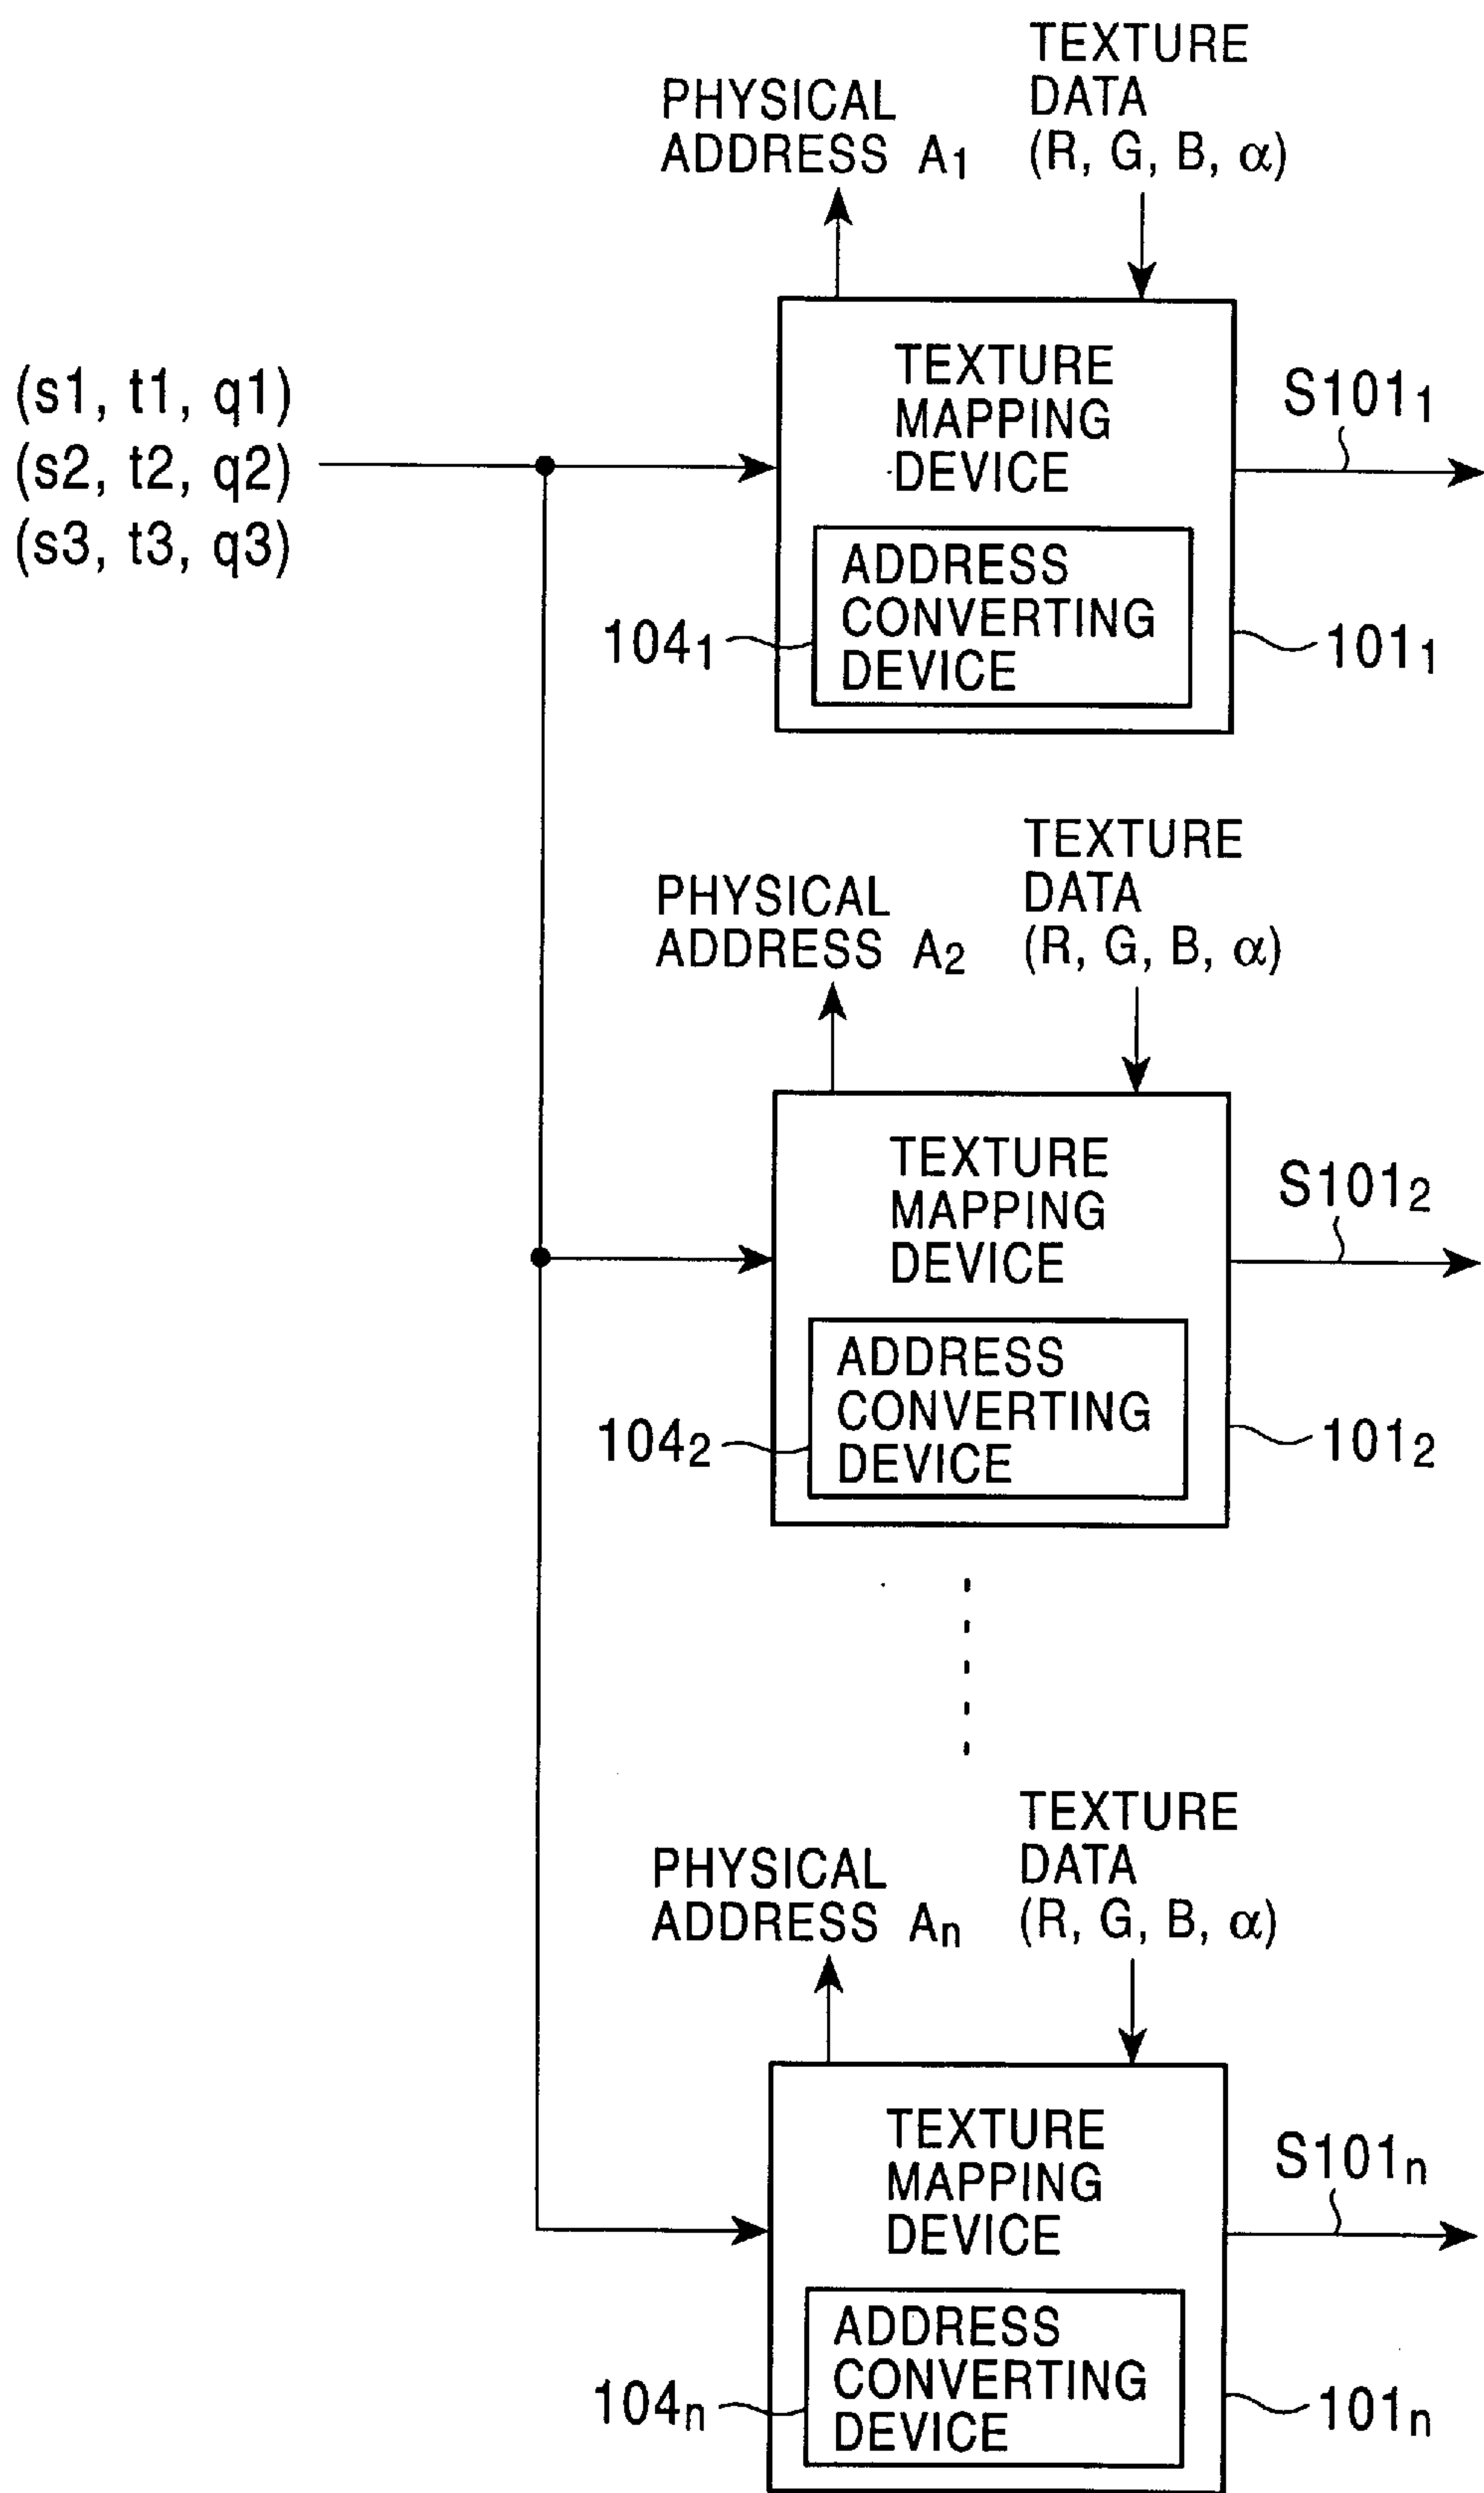 TEXTURE
DATA
(R, G, B, α)
PHYSICAL
ADDRESS A₁
(s1, t1, q1)
(s2, t2, q2)
(s3, t3, q3)
TEXTURE
MAPPING
DEVICE
S101₁
ADDRESS
CONVERTING
DEVICE
104₁
101₁
TEXTURE
DATA
(R, G, B, α)
PHYSICAL
ADDRESS A₂
TEXTURE
MAPPING
DEVICE
S101₂
ADDRESS
CONVERTING
DEVICE
104₂
101₂
TEXTURE
DATA
(R, G, B, α)
PHYSICAL
ADDRESS Aₙ
TEXTURE
MAPPING
DEVICE
S101ₙ
ADDRESS
CONVERTING
DEVICE
104ₙ
101ₙ